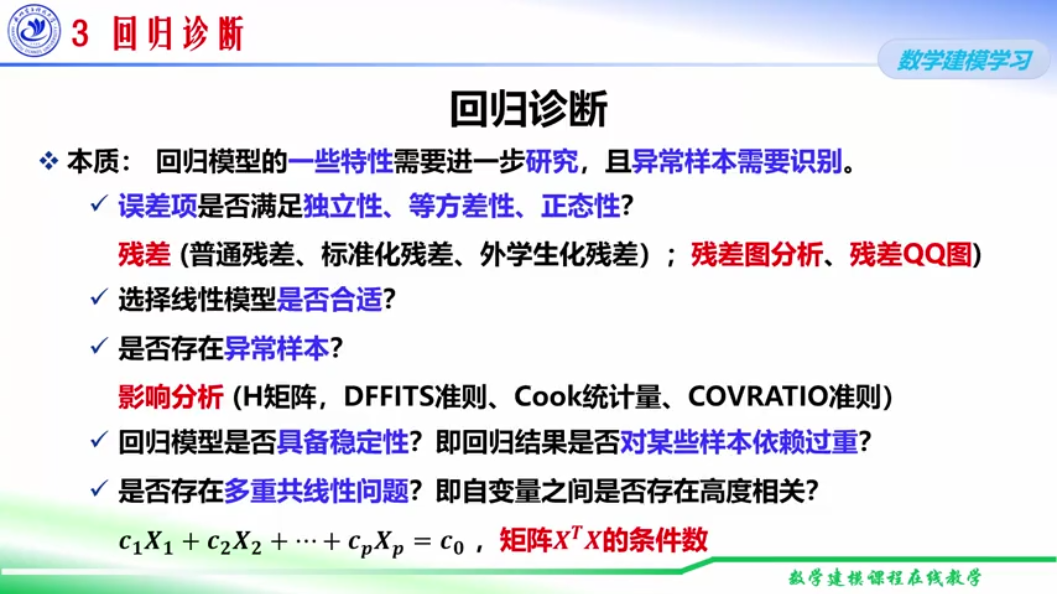 3 回归诊断
数学建模学习
回归诊断
❖ 本质： 回归模型的一些特性需要进一步研究，且异常样本需要识别。
✓ 误差项是否满足独立性、等方差性、正态性？
残差 (普通残差、标准化残差、外学生化残差）；残差图分析、残差QQ图)
✓ 选择线性模型是否合适？
✓ 是否存在异常样本？
影响分析 (H矩阵，DFFITS准则、Cook统计量、COVRATIO准则）
✓ 回归模型是否具备稳定性？即回归结果是否对某些样本依赖过重？
✓ 是否存在多重共线性问题？即自变量之间是否存在高度相关？
c₁X₁ + c₂X₂ + ⋯ + cₚXₚ = c₀ ，矩阵XᵀX的条件数
数学建模课程在线教学